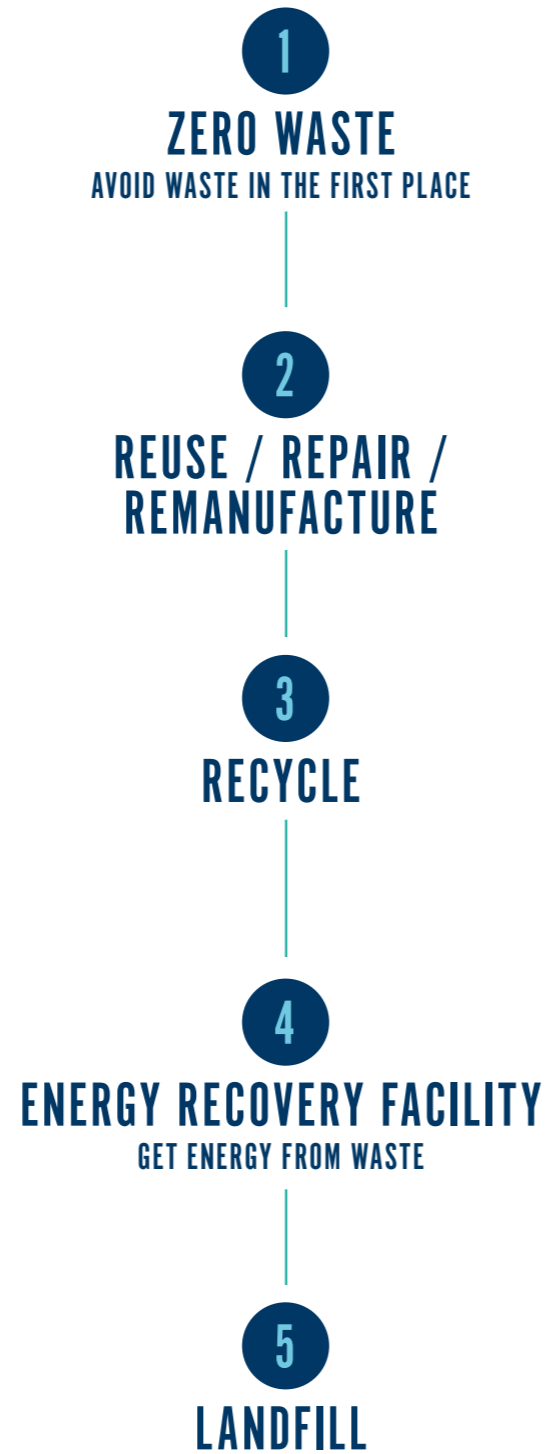 1
ZERO WASTE
AVOID WASTE IN THE FIRST PLACE
2
REUSE / REPAIR /
REMANUFACTURE
3
RECYCLE
4
ENERGY RECOVERY FACILITY
GET ENERGY FROM WASTE
5
LANDFILL